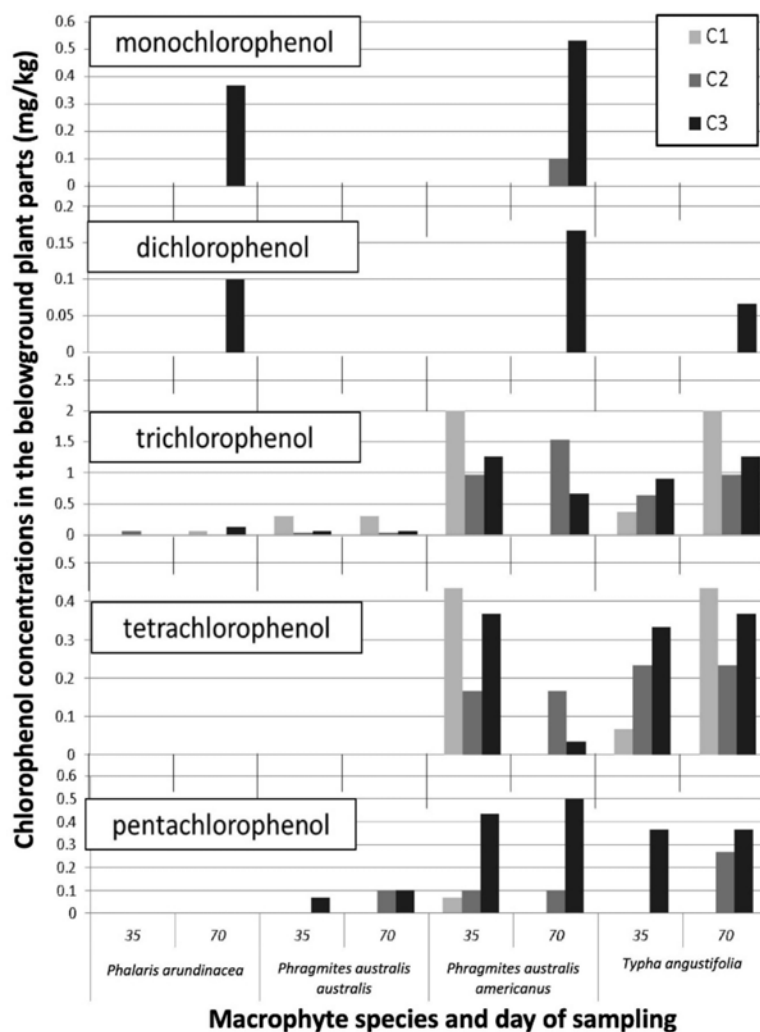 Chlorophenol concentrations in the belowground plant parts (mg/kg)
0.6
monochlorophenol
0.5
0.4
0.3
0.2
0.1
0
C1
C2
C3
0.2
dichlorophenol
0.15
0.1
0.05
0
2.5
trichlorophenol
2
1.5
1
0.5
0
0.5
tetrachlorophenol
0.4
0.3
0.2
0.1
0
0.6
pentachlorophenol
0.5
0.4
0.3
0.2
0.1
0
35 70 35 70 35 70 35 70
Phalaris arundinacea Phragmites australis australis Phragmites australis americanus Typha angustifolia
Macrophyte species and day of sampling